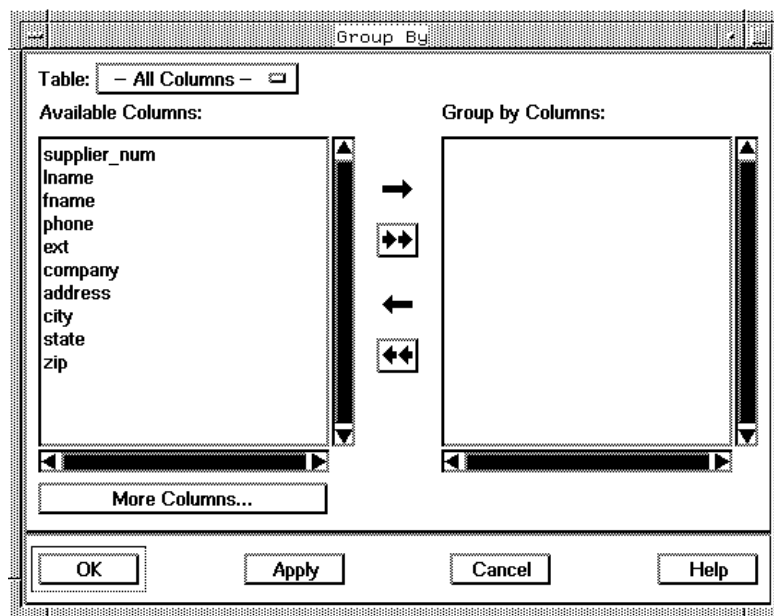 Group By
Table: – All Columns –
Available Columns:
Group by Columns:
supplier_num
lname
fname
phone
ext
company
address
city
state
zip
More Columns...
OK
Apply
Cancel
Help